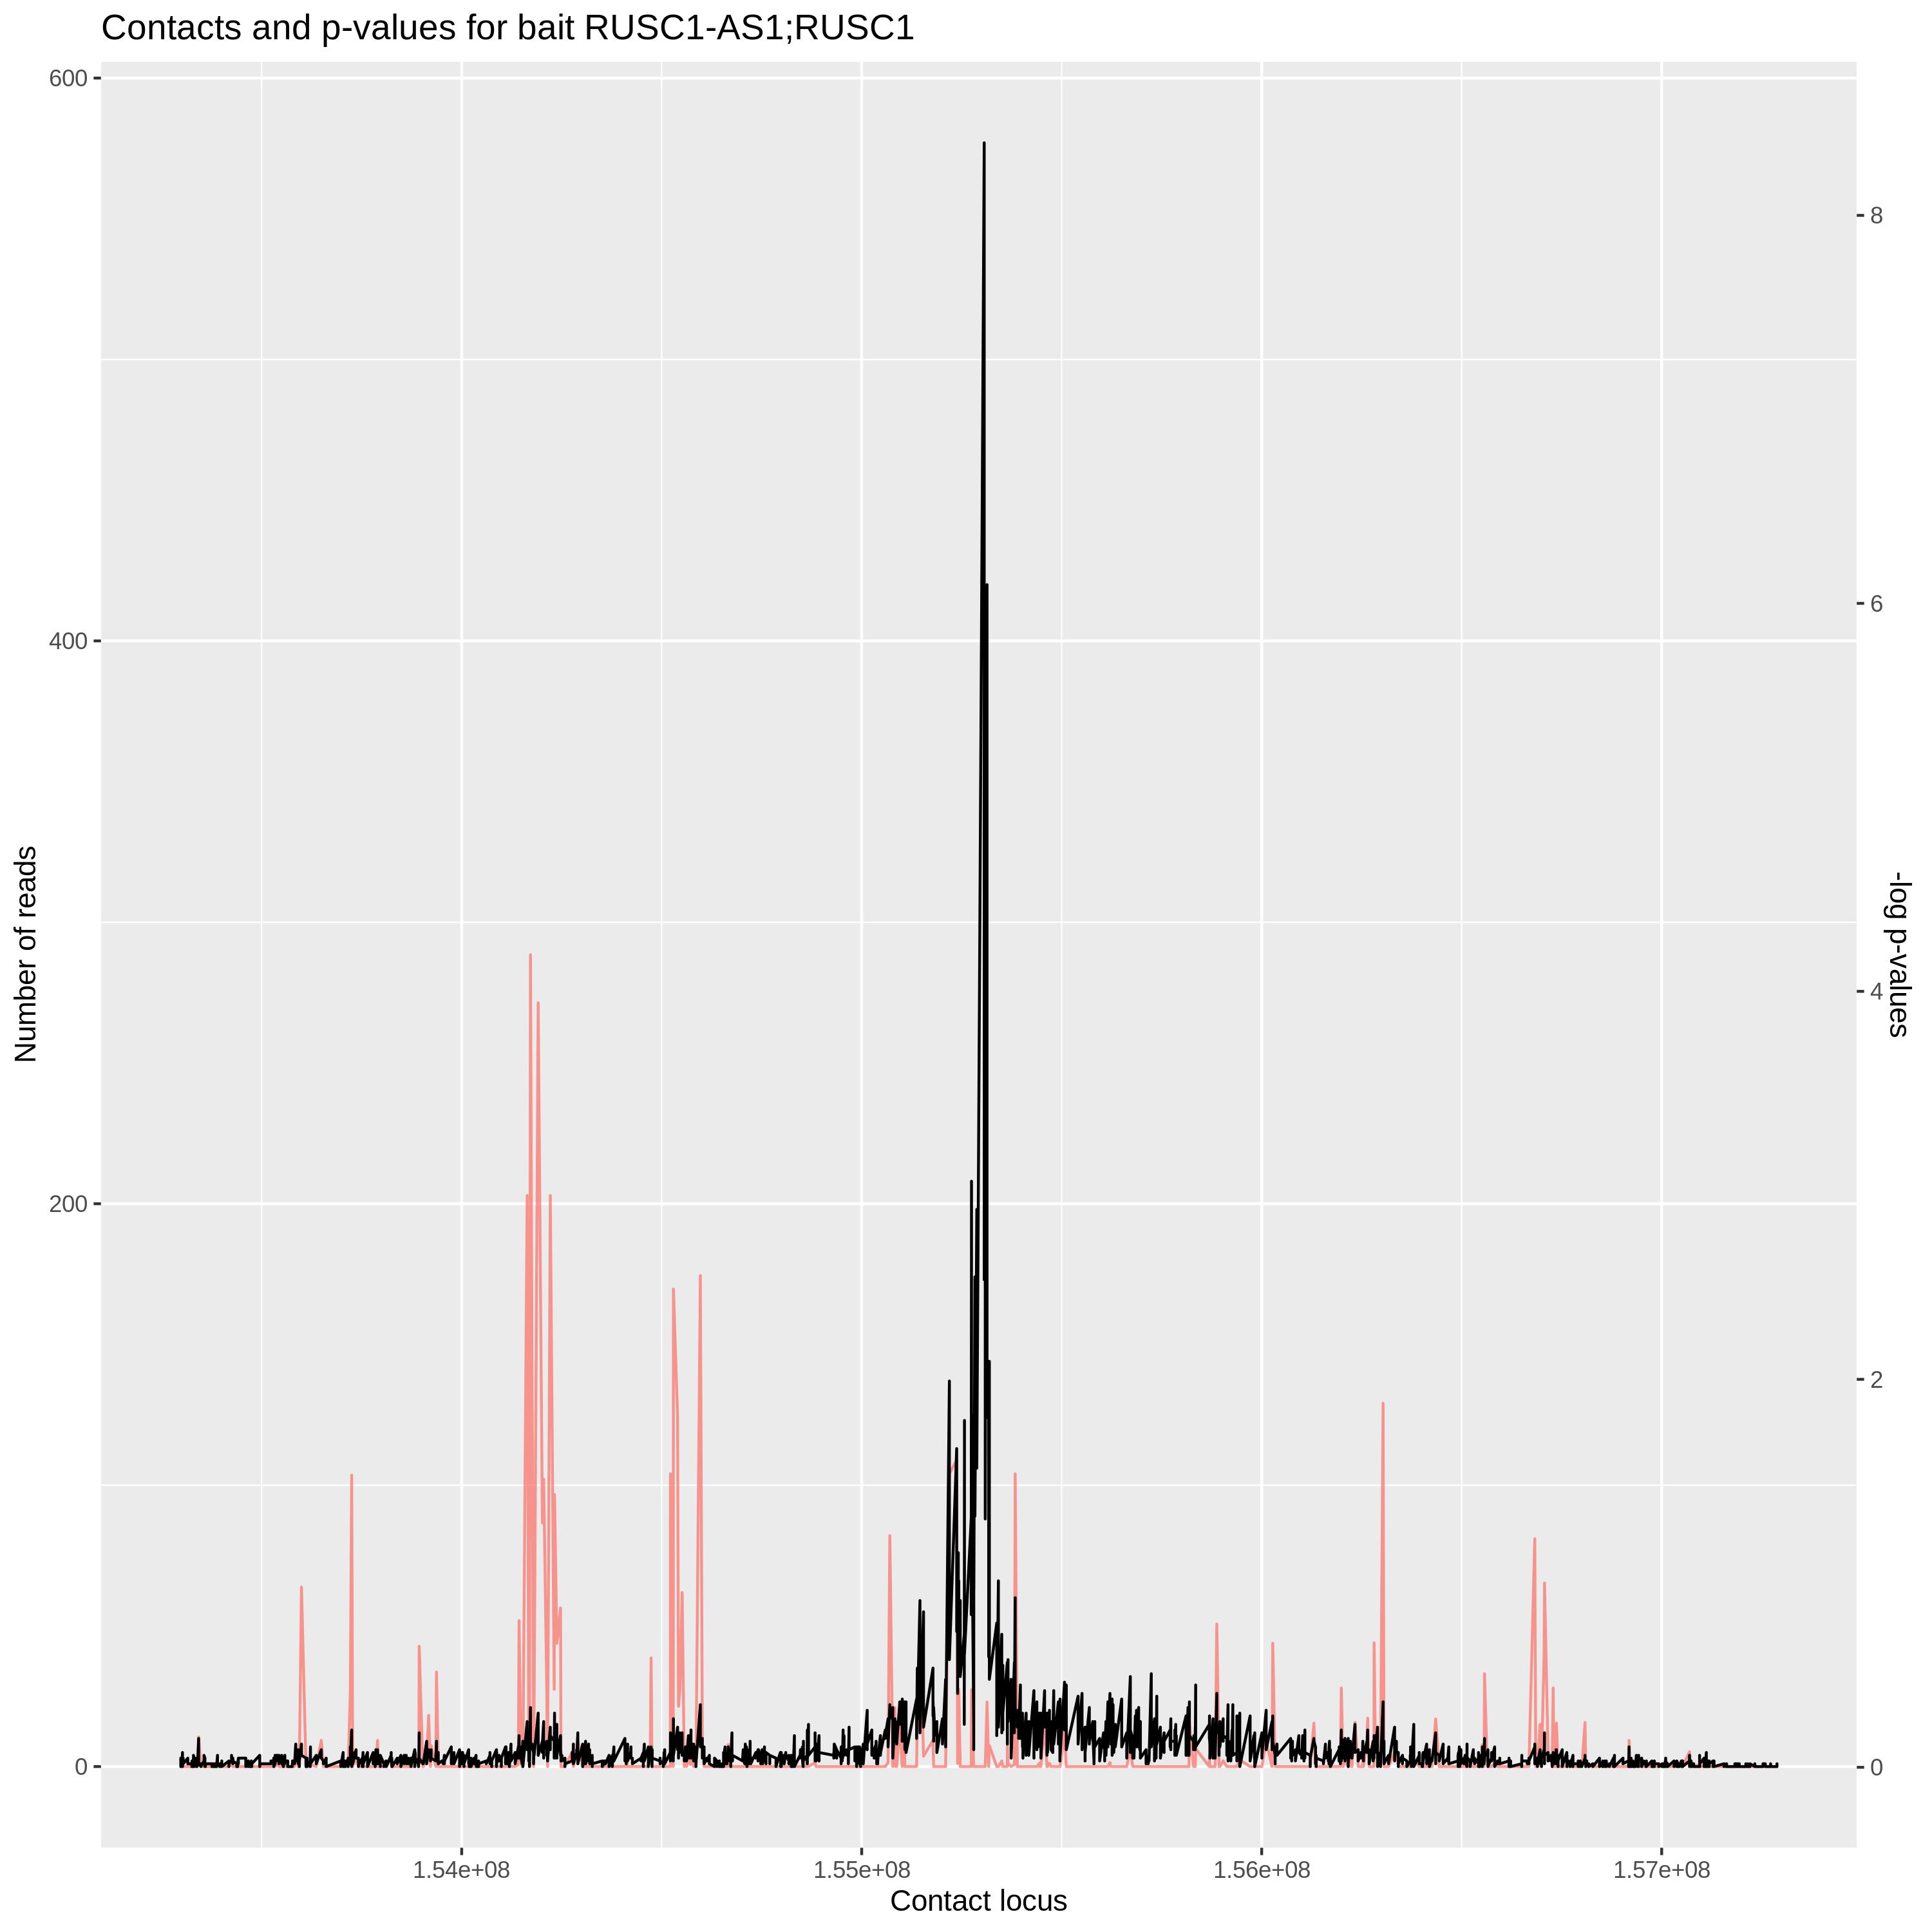 Contacts and p-values for bait RUSC1-AS1;RUSC1
600
400
200
0
Number of reads
8
6
4
2
0
-log p-values
1.54e+08
1.55e+08
1.56e+08
1.57e+08
Contact locus